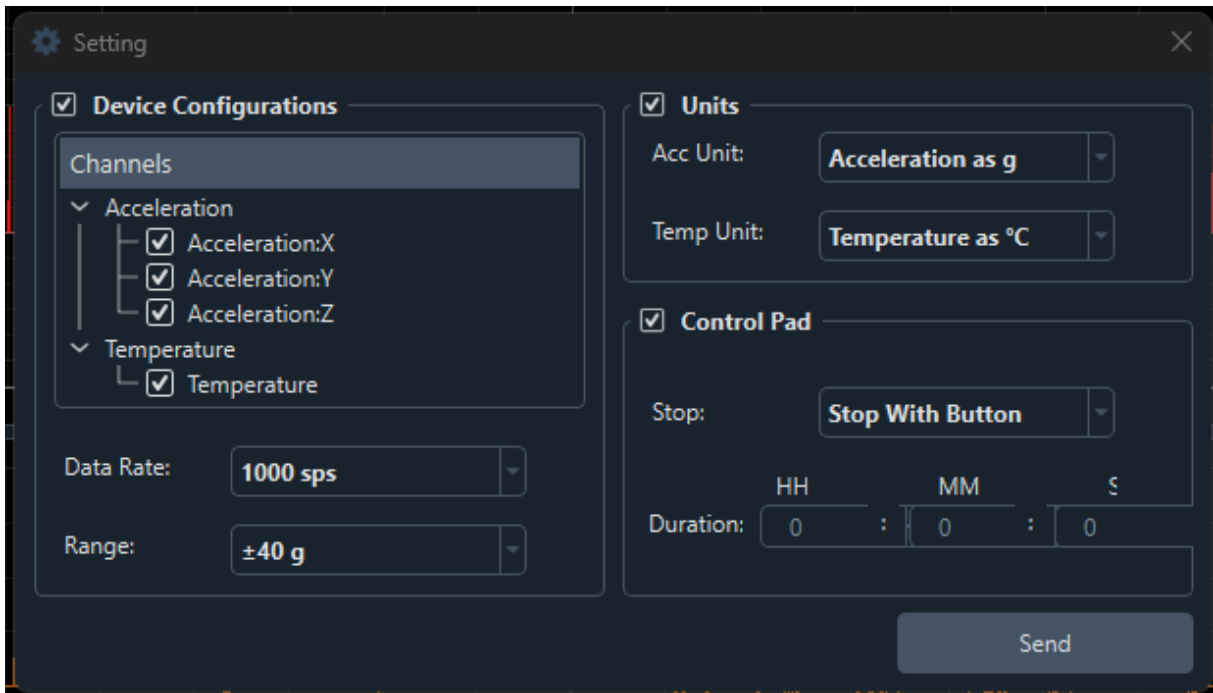 Setting
Device Configurations
Channels
Acceleration
Acceleration:X
Acceleration:Y
Acceleration:Z
Temperature
Temperature
Data Rate: 1000 sps
Range: ±40 g
Units
Acc Unit: Acceleration as g
Temp Unit: Temperature as °C
Control Pad
Stop: Stop With Button
HH MM S
Duration: 0 : 0 : 0
Send